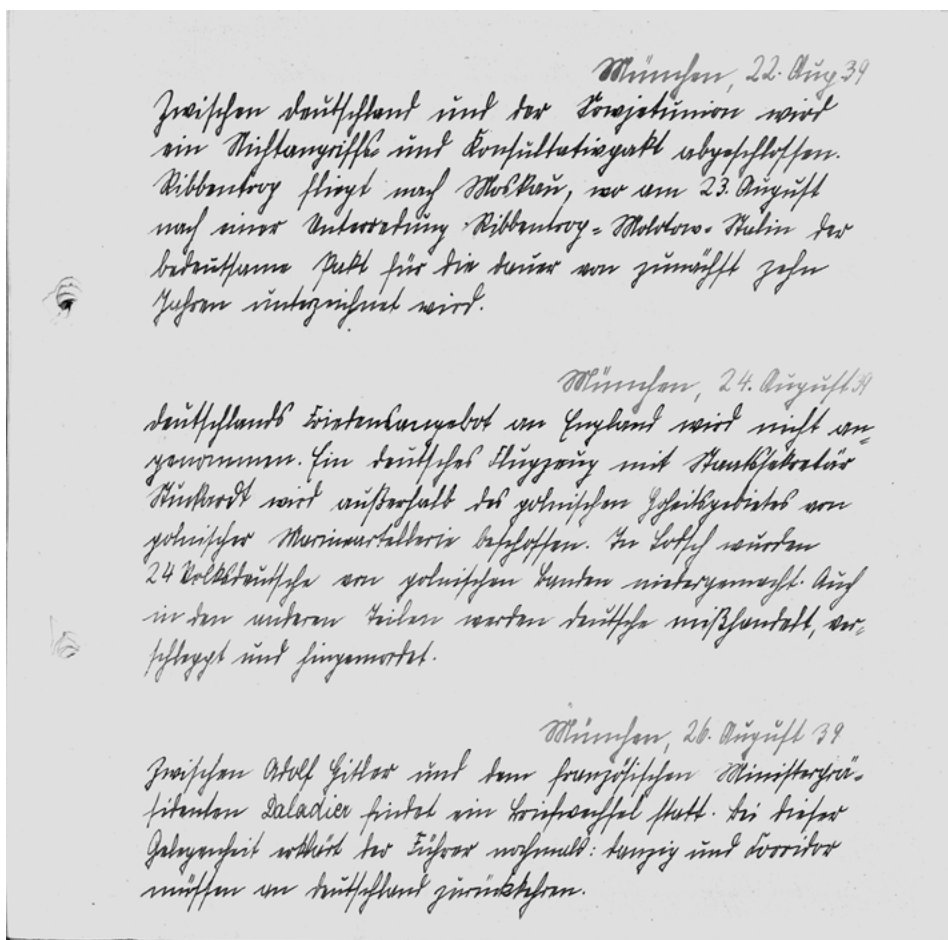 München, 22. Aug 39
Zwischen Deutschland und der Sowjetunion wird
ein Nichtangriffs und Konsultativpakt abgeschlossen.
Ribbentrop fliegt nach Moskau, wo am 23. August
nach einer Unterredung Ribbentrop-Molotow-Stalin der
bedeutsame Pakt für die Dauer von zunächst zehn
Jahren unterzeichnet wird.
München, 24. August 39
Deutschlands Friedensangebot an England wird nicht an-
genommen. Ein deutsches Flugzeug mit Staatssekretär
Stuckardt wird außerhalb des polnischen Hoheitsgebietes von
polnischer Marineartellerie beschossen. In Lodsch wurden
24 Volksdeutsche von polnischen Banden niedergemacht. Auch
in den anderen Teilen werden Deutsche mißhandelt, ver-
schleppt und hingemordet.
München, 26. August 39
Zwischen Adolf Hitler und dem französischen Ministerprä-
sidenten Daladier findet ein Briefwechsel statt. Bei dieser
Gelegenheit erklärt der Führer nochmals: Danzig und Corridor
müssen an Deutschland zurückkehren.